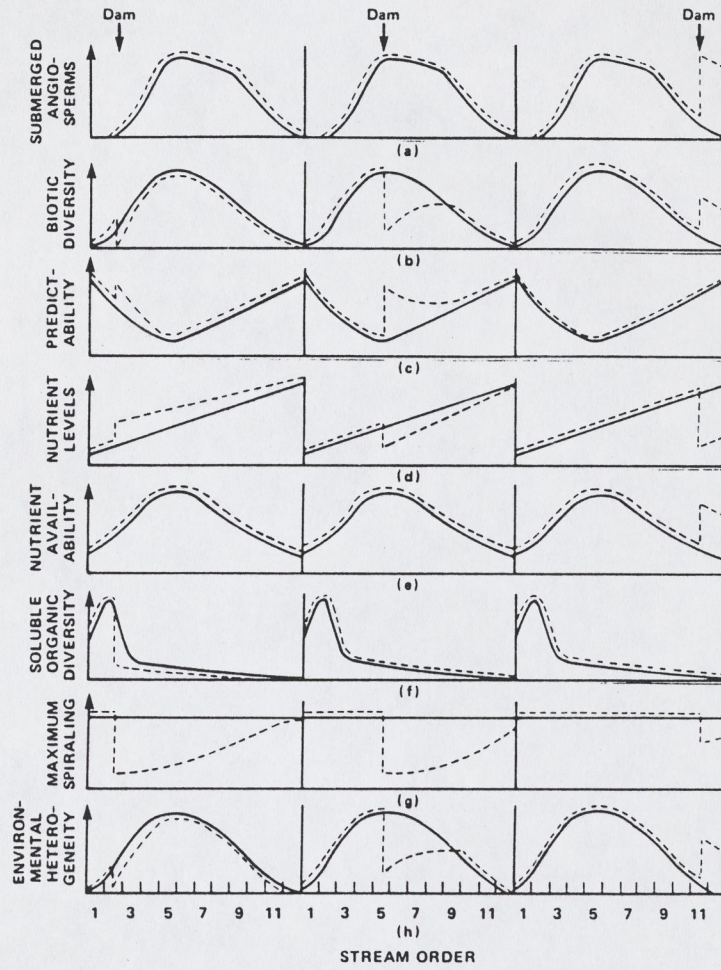 Dam Dam Dam
SUBMERGED
ANGIO-
SPERMS
(a)
BIOTIC
DIVERSITY
(b)
PREDICT-
ABILITY
(c)
NUTRIENT
LEVELS
(d)
NUTRIENT
AVAIL-
ABILITY
(e)
SOLUBLE
ORGANIC
DIVERSITY
(f)
MAXIMUM
SPIRALING
(g)
ENVIRON-
MENTAL
HETERO-
GENEITY
1 3 5 7 9 11 1 3 5 7 9 11 1 3 5 7 9 11
(h)
STREAM ORDER